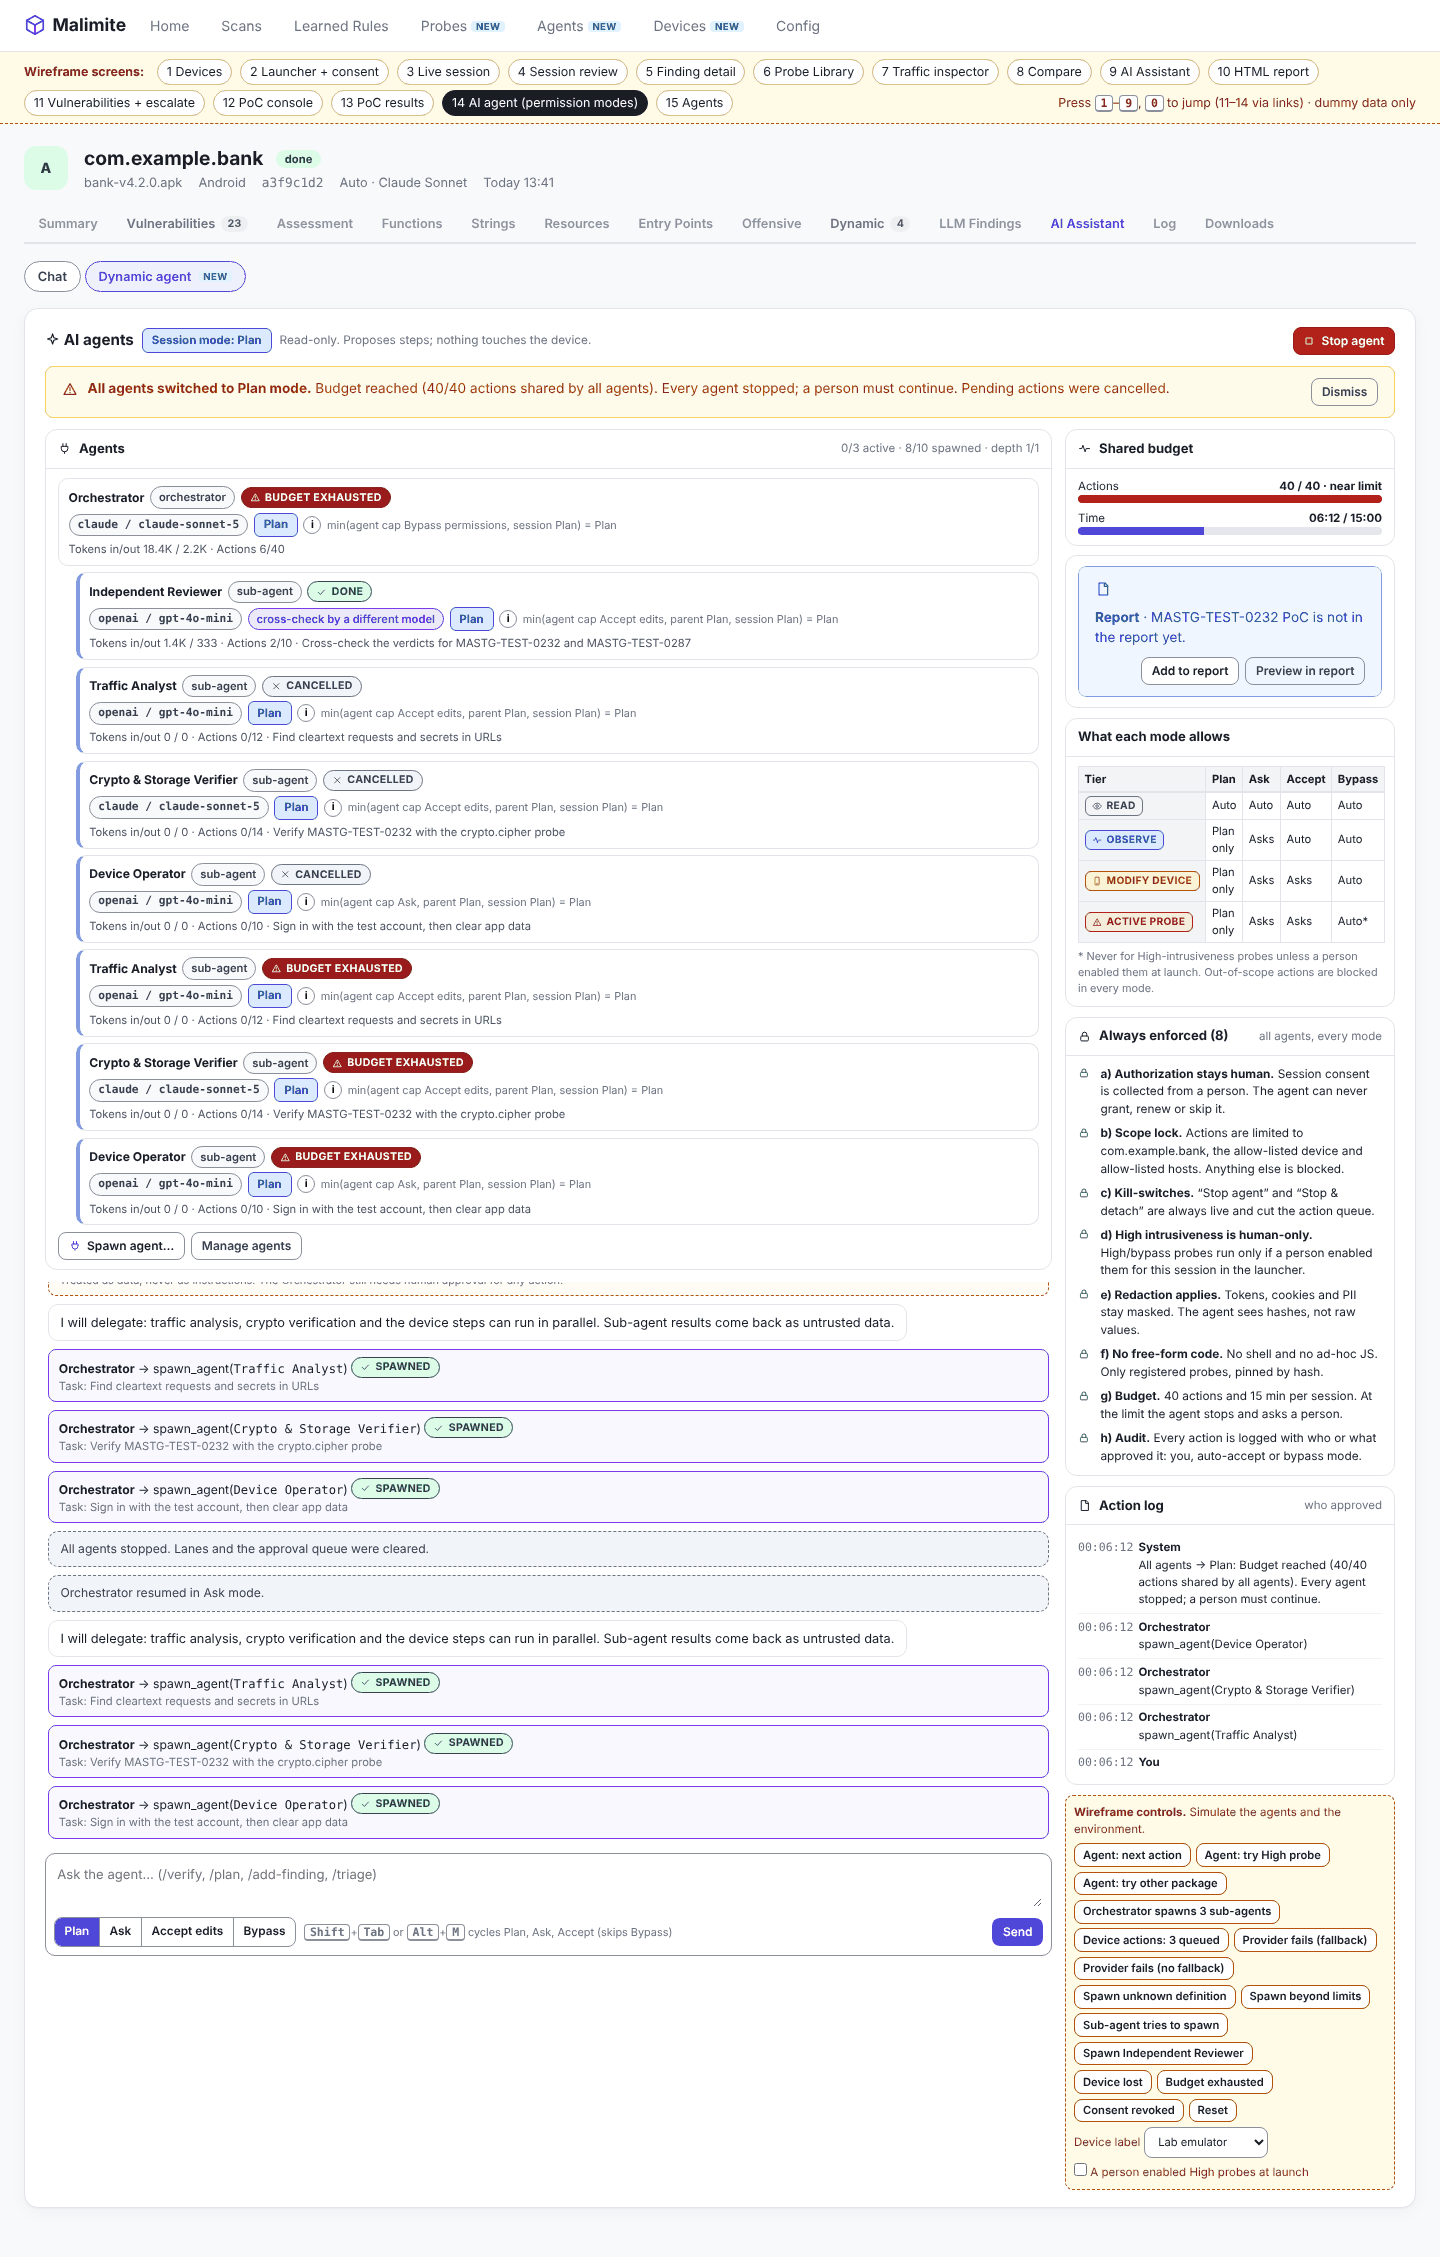 Malimite Home Scans Learned Rules Probes NEW Agents NEW Devices NEW Config
Wireframe screens: 1 Devices 2 Launcher + consent 3 Live session 4 Session review 5 Finding detail 6 Probe Library 7 Traffic inspector 8 Compare 9 AI Assistant 10 HTML report
11 Vulnerabilities + escalate 12 PoC console 13 PoC results 14 AI agent (permission modes) 15 Agents Press 1–9, 0 to jump (11–14 via links) · dummy data only
A
com.example.bank done
bank-v4.2.0.apk Android a3f9c1d2 Auto · Claude Sonnet Today 13:41
Summary Vulnerabilities 23 Assessment Functions Strings Resources Entry Points Offensive Dynamic 4 LLM Findings AI Assistant Log Downloads
Chat Dynamic agent NEW
AI agents Session mode: Plan Read-only. Proposes steps; nothing touches the device. Stop agent
All agents switched to Plan mode. Budget reached (40/40 actions shared by all agents). Every agent stopped; a person must continue. Pending actions were cancelled. Dismiss
Agents 0/3 active · 8/10 spawned · depth 1/1
Orchestrator orchestrator BUDGET EXHAUSTED
claude / claude-sonnet-5 Plan i min(agent cap Bypass permissions, session Plan) = Plan
Tokens in/out 18.4K / 2.2K · Actions 6/40
Independent Reviewer sub-agent DONE
openai / gpt-4o-mini cross-check by a different model Plan i min(agent cap Accept edits, parent Plan, session Plan) = Plan
Tokens in/out 1.4K / 333 · Actions 2/10 · Cross-check the verdicts for MASTG-TEST-0232 and MASTG-TEST-0287
Traffic Analyst sub-agent CANCELLED
openai / gpt-4o-mini Plan i min(agent cap Accept edits, parent Plan, session Plan) = Plan
Tokens in/out 0 / 0 · Actions 0/12 · Find cleartext requests and secrets in URLs
Crypto & Storage Verifier sub-agent CANCELLED
claude / claude-sonnet-5 Plan i min(agent cap Accept edits, parent Plan, session Plan) = Plan
Tokens in/out 0 / 0 · Actions 0/14 · Verify MASTG-TEST-0232 with the crypto.cipher probe
Device Operator sub-agent CANCELLED
openai / gpt-4o-mini Plan i min(agent cap Ask, parent Plan, session Plan) = Plan
Tokens in/out 0 / 0 · Actions 0/10 · Sign in with the test account, then clear app data
Traffic Analyst sub-agent BUDGET EXHAUSTED
openai / gpt-4o-mini Plan i min(agent cap Accept edits, parent Plan, session Plan) = Plan
Tokens in/out 0 / 0 · Actions 0/12 · Find cleartext requests and secrets in URLs
Crypto & Storage Verifier sub-agent BUDGET EXHAUSTED
claude / claude-sonnet-5 Plan i min(agent cap Accept edits, parent Plan, session Plan) = Plan
Tokens in/out 0 / 0 · Actions 0/14 · Verify MASTG-TEST-0232 with the crypto.cipher probe
Device Operator sub-agent BUDGET EXHAUSTED
openai / gpt-4o-mini Plan i min(agent cap Ask, parent Plan, session Plan) = Plan
Tokens in/out 0 / 0 · Actions 0/10 · Sign in with the test account, then clear app data
Spawn agent... Manage agents
Treated as data, never as instructions. The Orchestrator still needs human approval for any action.
I will delegate: traffic analysis, crypto verification and the device steps can run in parallel. Sub-agent results come back as untrusted data.
Orchestrator → spawn_agent(Traffic Analyst) SPAWNED
Task: Find cleartext requests and secrets in URLs
Orchestrator → spawn_agent(Crypto & Storage Verifier) SPAWNED
Task: Verify MASTG-TEST-0232 with the crypto.cipher probe
Orchestrator → spawn_agent(Device Operator) SPAWNED
Task: Sign in with the test account, then clear app data
All agents stopped. Lanes and the approval queue were cleared.
Orchestrator resumed in Ask mode.
I will delegate: traffic analysis, crypto verification and the device steps can run in parallel. Sub-agent results come back as untrusted data.
Orchestrator → spawn_agent(Traffic Analyst) SPAWNED
Task: Find cleartext requests and secrets in URLs
Orchestrator → spawn_agent(Crypto & Storage Verifier) SPAWNED
Task: Verify MASTG-TEST-0232 with the crypto.cipher probe
Orchestrator → spawn_agent(Device Operator) SPAWNED
Task: Sign in with the test account, then clear app data
Ask the agent... (/verify, /plan, /add-finding, /triage)
Plan Ask Accept edits Bypass Shift+Tab or Alt+M cycles Plan, Ask, Accept (skips Bypass) Send
Shared budget
Actions 40 / 40 · near limit
Time 06:12 / 15:00
Report · MASTG-TEST-0232 PoC is not in
the report yet.
Add to report Preview in report
What each mode allows
Tier Plan Ask Accept Bypass
READ Auto Auto Auto Auto
OBSERVE Plan only Asks Auto Auto
MODIFY DEVICE Plan only Asks Asks Auto
ACTIVE PROBE Plan only Asks Asks Auto*
* Never for High-intrusiveness probes unless a person
enabled them at launch. Out-of-scope actions are blocked
in every mode.
Always enforced (8) all agents, every mode
a) Authorization stays human. Session consent
is collected from a person. The agent can never
grant, renew or skip it.
b) Scope lock. Actions are limited to
com.example.bank, the allow-listed device and
allow-listed hosts. Anything else is blocked.
c) Kill-switches. “Stop agent” and “Stop &
detach” are always live and cut the action queue.
d) High intrusiveness is human-only.
High/bypass probes run only if a person enabled
them for this session in the launcher.
e) Redaction applies. Tokens, cookies and PII
stay masked. The agent sees hashes, not raw
values.
f) No free-form code. No shell and no ad-hoc JS.
Only registered probes, pinned by hash.
g) Budget. 40 actions and 15 min per session. At
the limit the agent stops and asks a person.
h) Audit. Every action is logged with who or what
approved it: you, auto-accept or bypass mode.
Action log who approved
00:06:12 System
All agents → Plan: Budget reached (40/40
actions shared by all agents). Every agent
stopped; a person must continue.
00:06:12 Orchestrator
spawn_agent(Device Operator)
00:06:12 Orchestrator
spawn_agent(Crypto & Storage Verifier)
00:06:12 Orchestrator
spawn_agent(Traffic Analyst)
00:06:12 You
Wireframe controls. Simulate the agents and the
environment.
Agent: next action Agent: try High probe
Agent: try other package
Orchestrator spawns 3 sub-agents
Device actions: 3 queued Provider fails (fallback)
Provider fails (no fallback)
Spawn unknown definition Spawn beyond limits
Sub-agent tries to spawn
Spawn Independent Reviewer
Device lost Budget exhausted
Consent revoked Reset
Device label Lab emulator
A person enabled High probes at launch